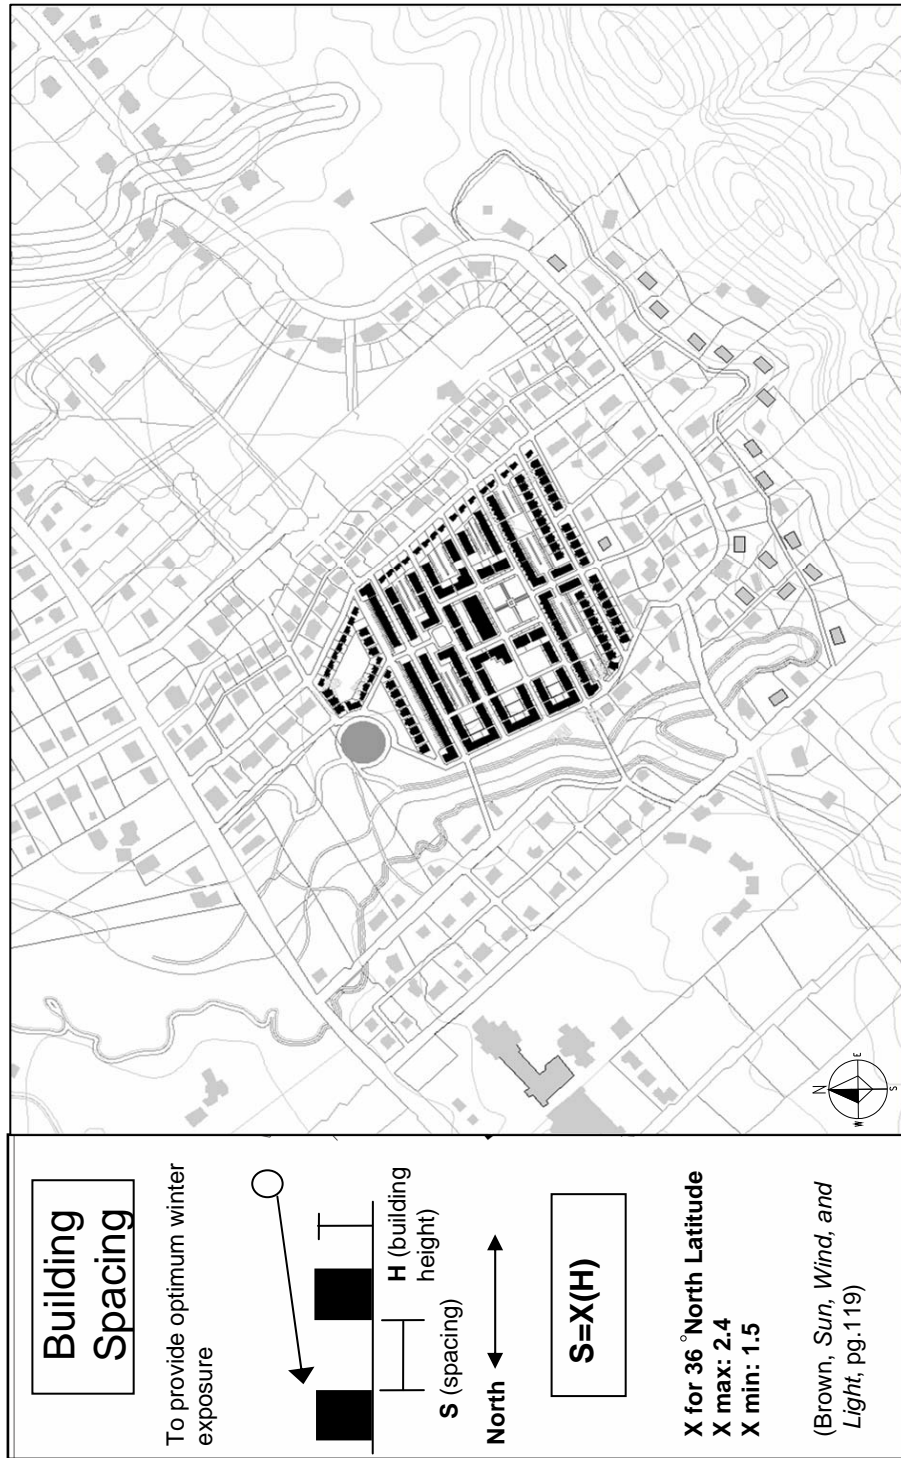 Building
Spacing
To provide optimum winter
exposure
H (building
height)
S (spacing)
North
S=X(H)
X for 36 °North Latitude
X max: 2.4
X min: 1.5
(Brown, Sun, Wind, and
Light, pg.119)
N
E
S
W